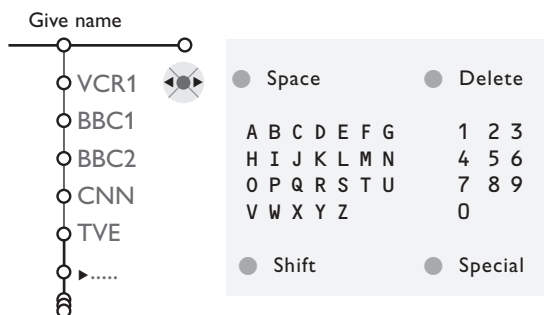 Give name
VCR1
BBC1
BBC2
CNN
TVE
.....
Space Delete
A B C D E F G 1 2 3
H I J K L M N 4 5 6
O P Q R S T U 7 8 9
V W X Y Z 0
Shift Special